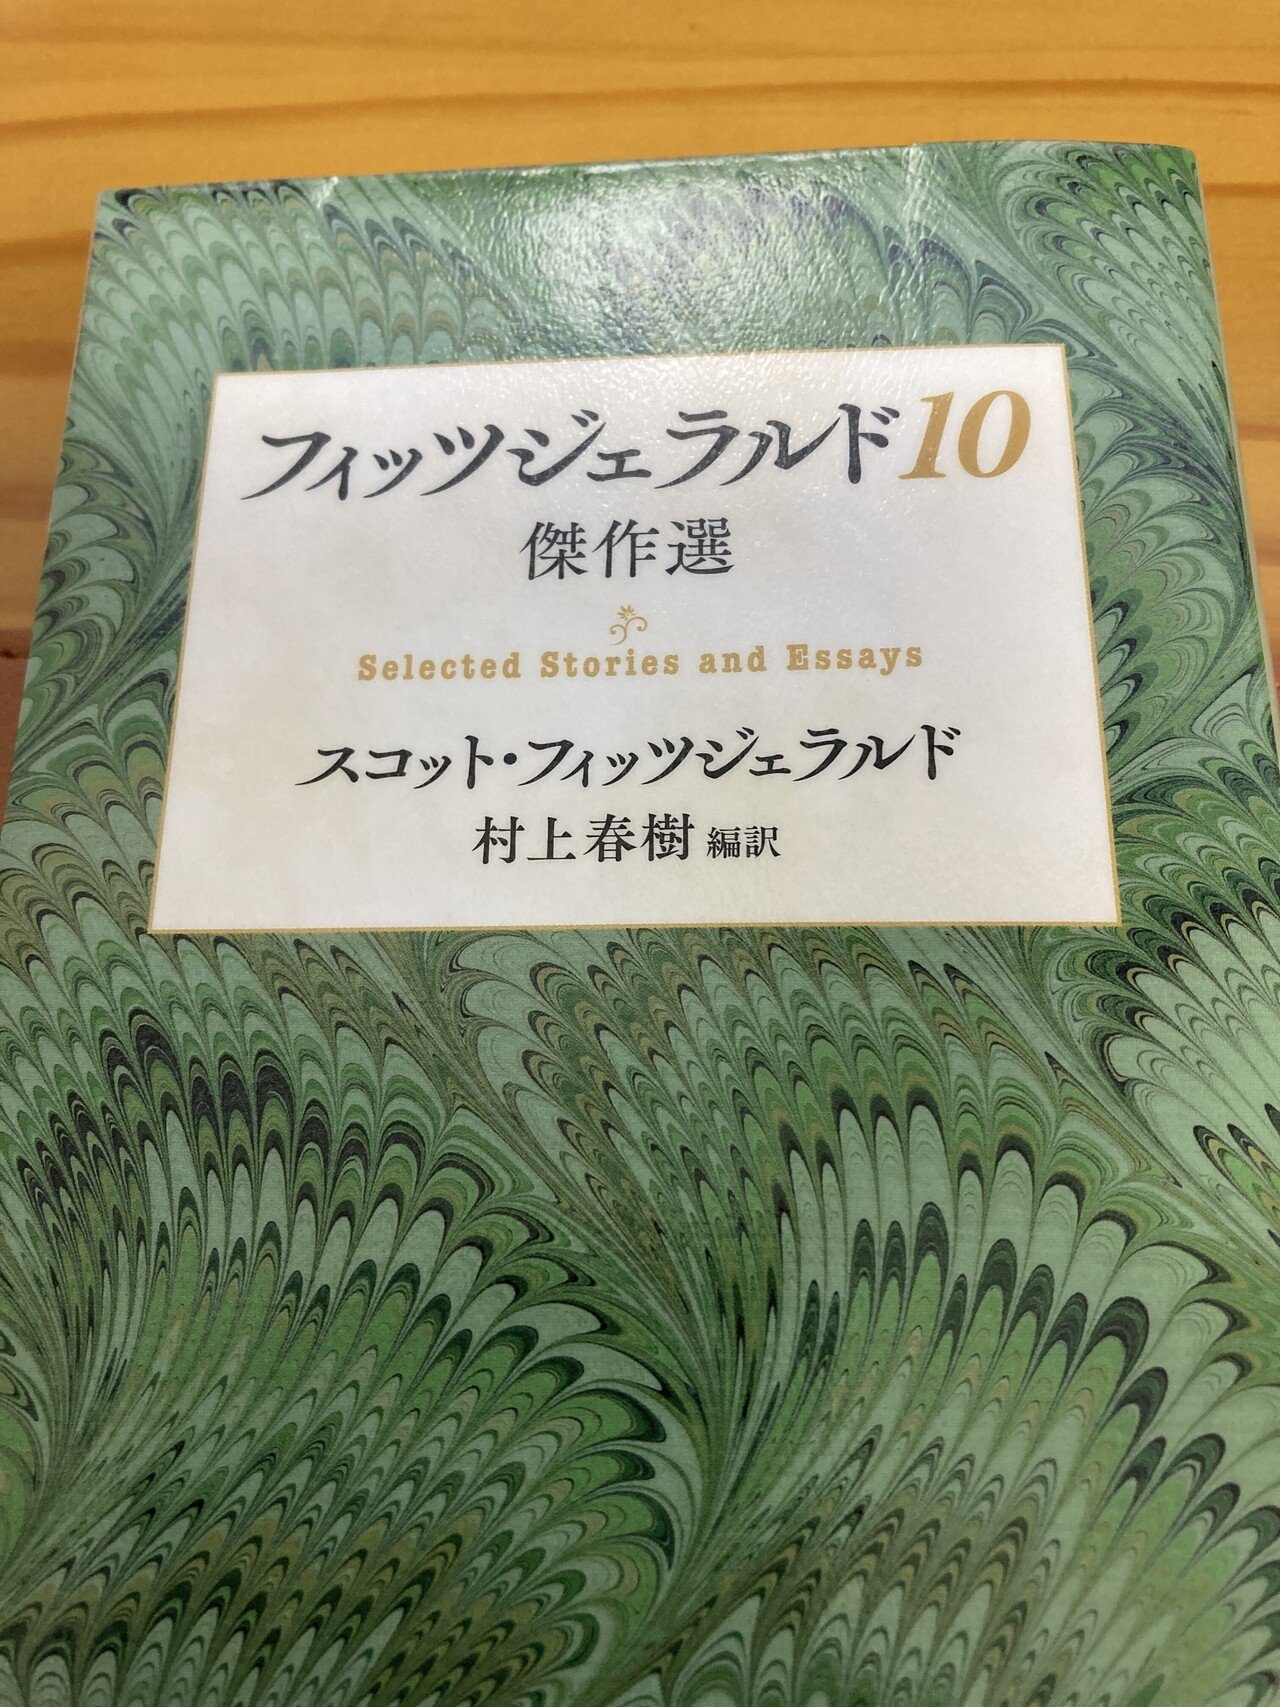 フィッツジェラルド10
傑作選
Selected Stories and Essays
スコット・フィッツジェラルド
村上春樹 編訳